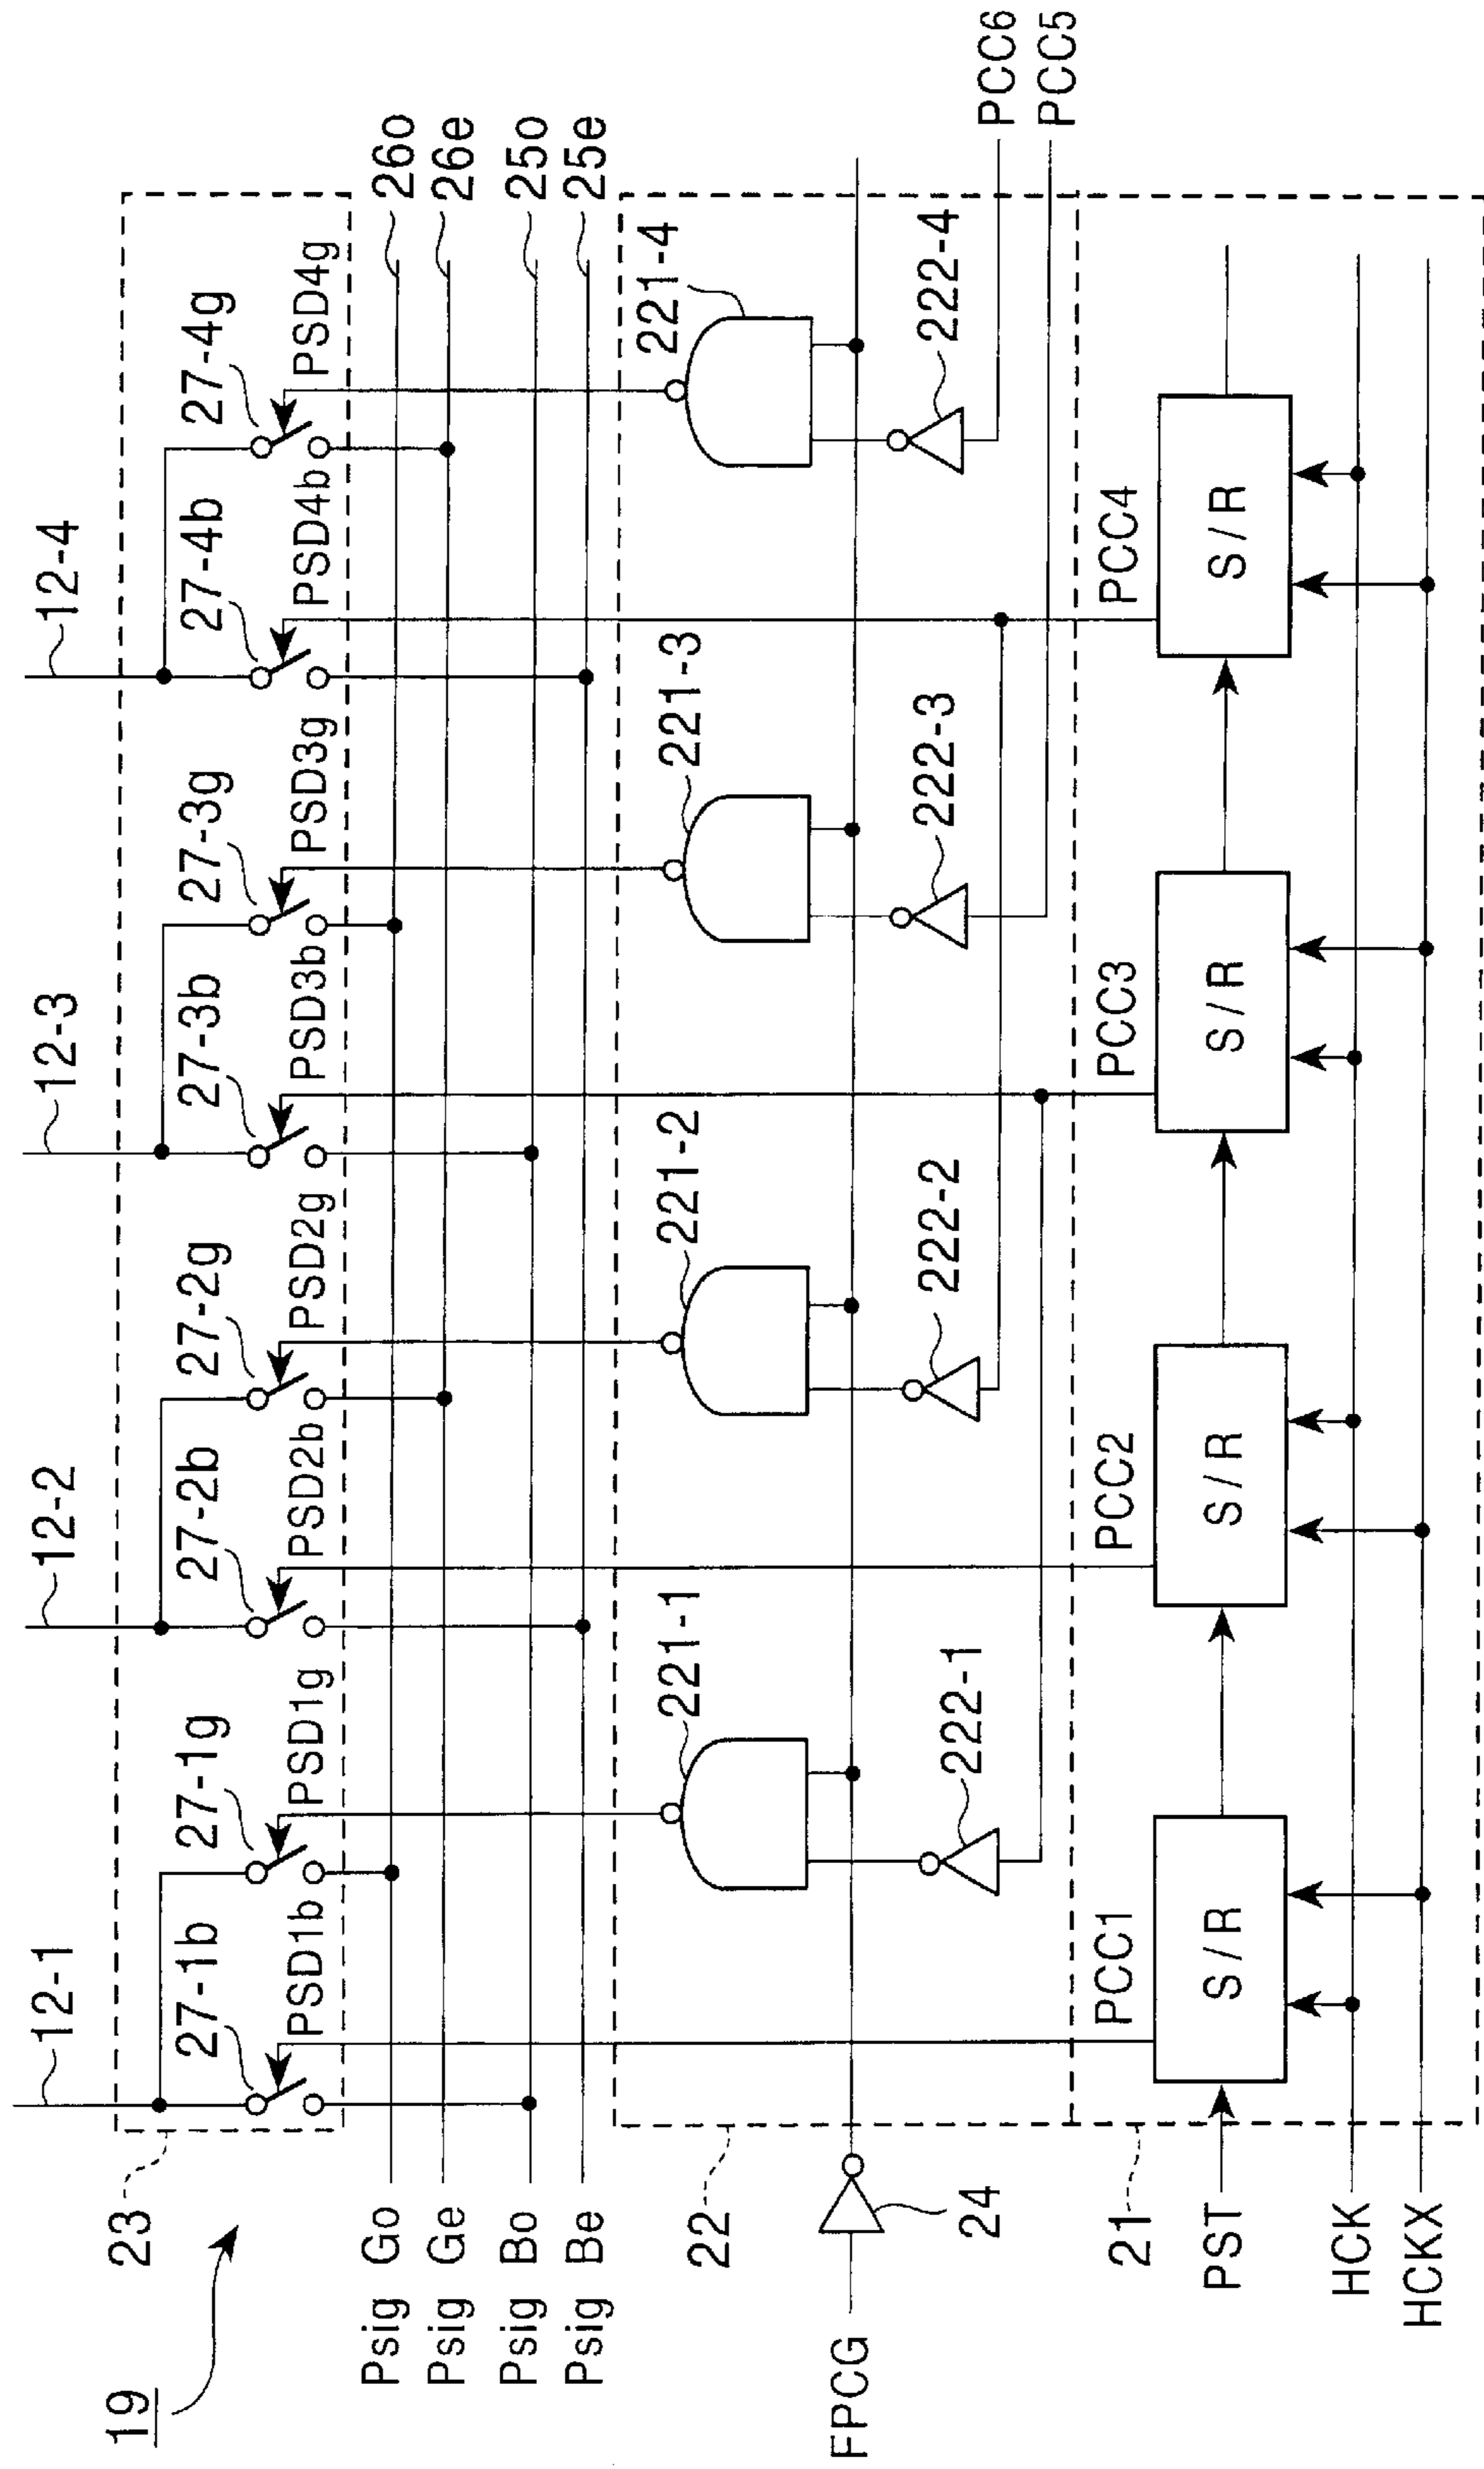 19
23
12-1
12-2
12-3
12-4
27-1b
27-1g
27-2b
27-2g
27-3b
27-3g
27-4b
27-4g
PSD1b
PSD1g
PSD2b
PSD2g
PSD3b
PSD3g
PSD4b
PSD4g
Psig Go
26o
Psig Ge
26e
Psig Bo
25o
Psig Be
25e
22
221-1
221-2
221-3
221-4
FPCG
24
222-1
222-2
222-3
222-4
PCC6
PCC5
21
PCC1
PCC2
PCC3
PCC4
PST
S/R
S/R
S/R
S/R
HCK
HCKX